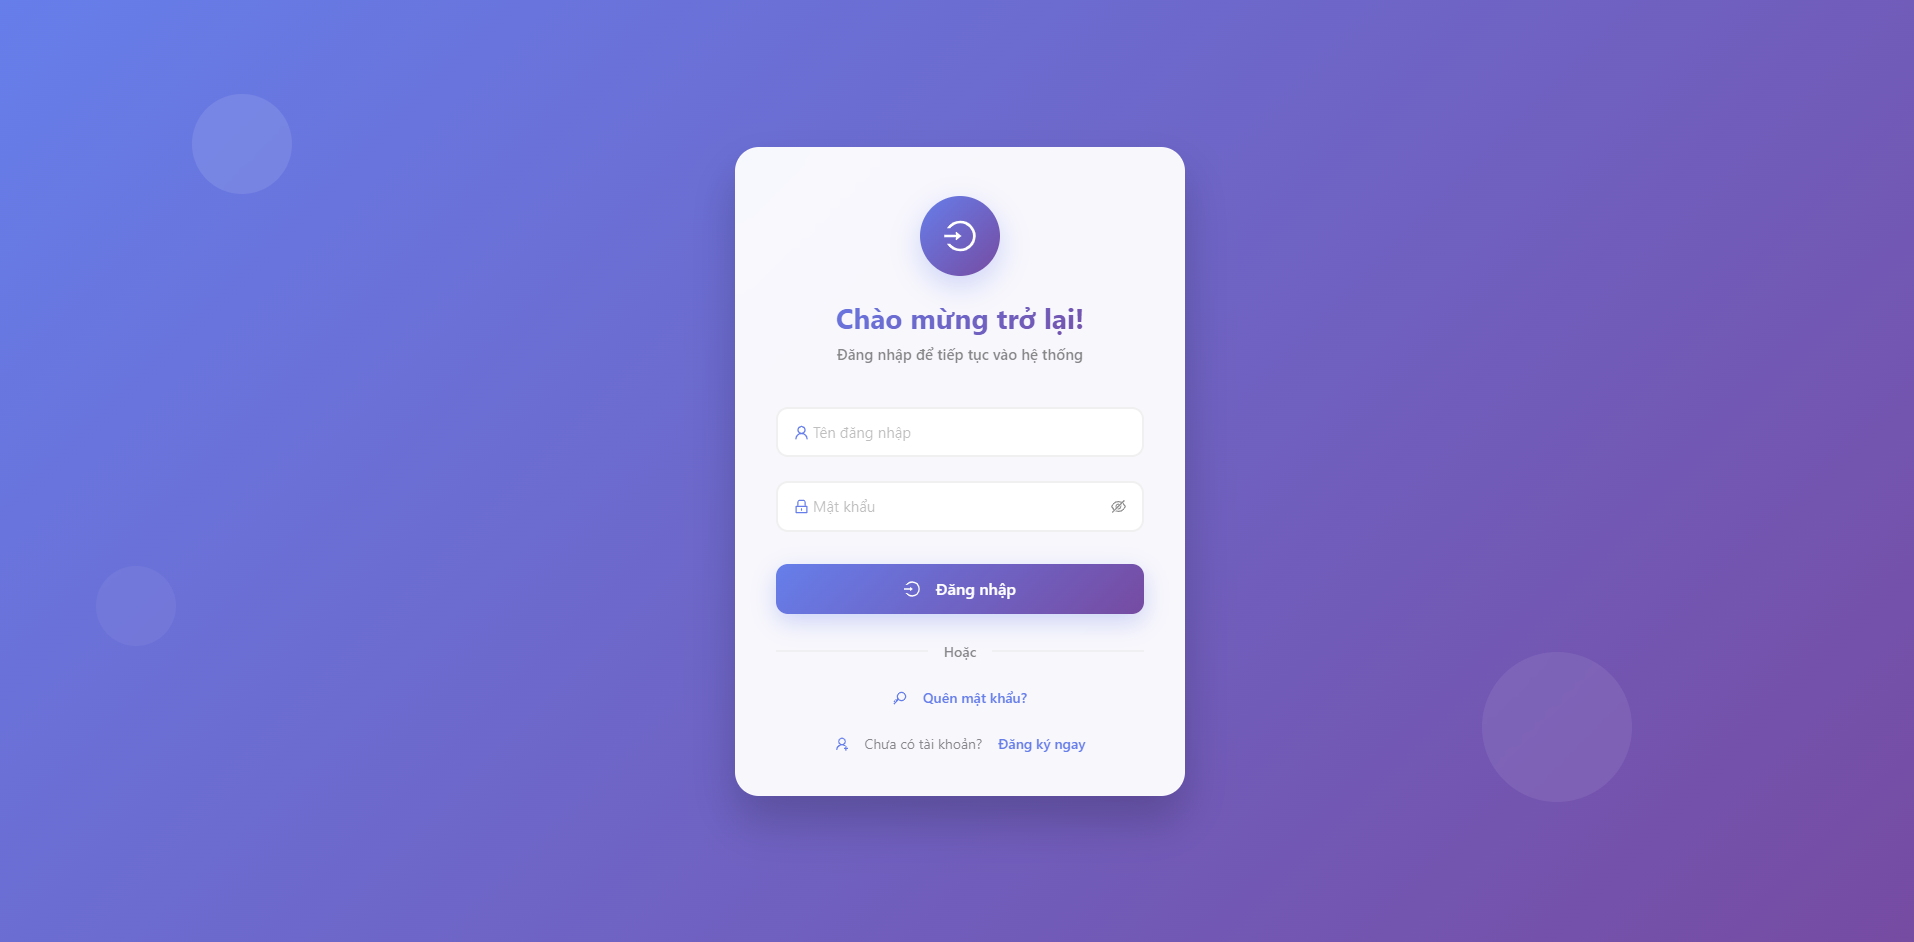 Chào mừng trở lại!
Đăng nhập để tiếp tục vào hệ thống
Tên đăng nhập
Mật khẩu
Đăng nhập
Hoặc
Quên mật khẩu?
Chưa có tài khoản? Đăng ký ngay